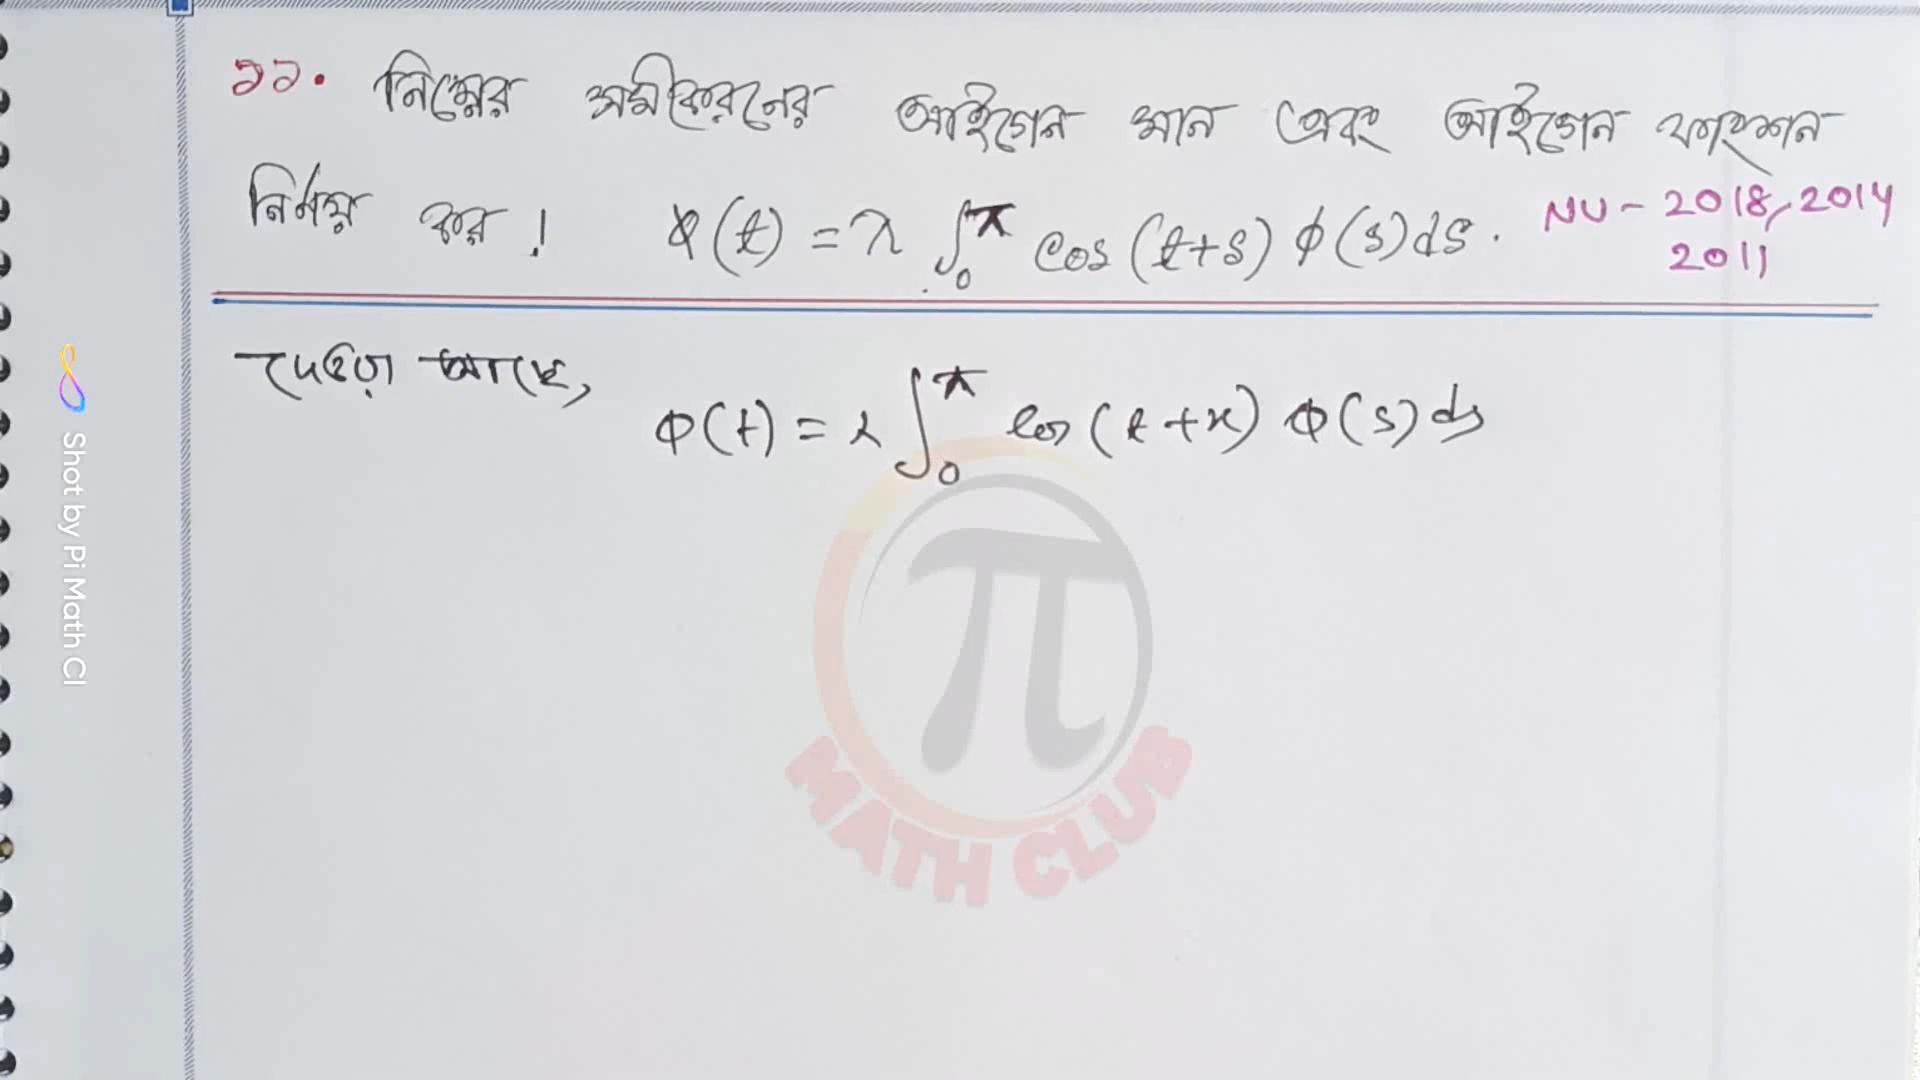 ১১. নিম্নের সমীকরনের আইগেন মান এবং আইগেন ফাংশন
নির্ণয় কর! φ(t) = λ ∫₀^π cos(t+s) φ(s)ds. NU - 2018, 2014
2011
দেওয়া আছে,
φ(t) = λ ∫₀^π cos(t+x) φ(s)ds
π
MATH CLUB
Shot by Pi Math Cl